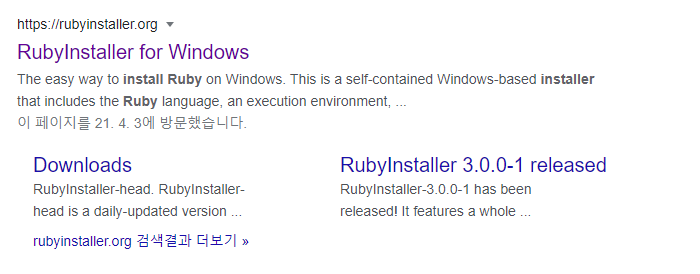 https://rubyinstaller.org
RubyInstaller for Windows
The easy way to install Ruby on Windows. This is a self-contained Windows-based installer
that includes the Ruby language, an execution environment, ...
이 페이지를 21. 4. 3에 방문했습니다.
Downloads
RubyInstaller-head. RubyInstaller-
head is a daily-updated version ...
RubyInstaller 3.0.0-1 released
RubyInstaller-3.0.0-1 has been
released! It features a whole ...
rubyinstaller.org 검색결과 더보기 »